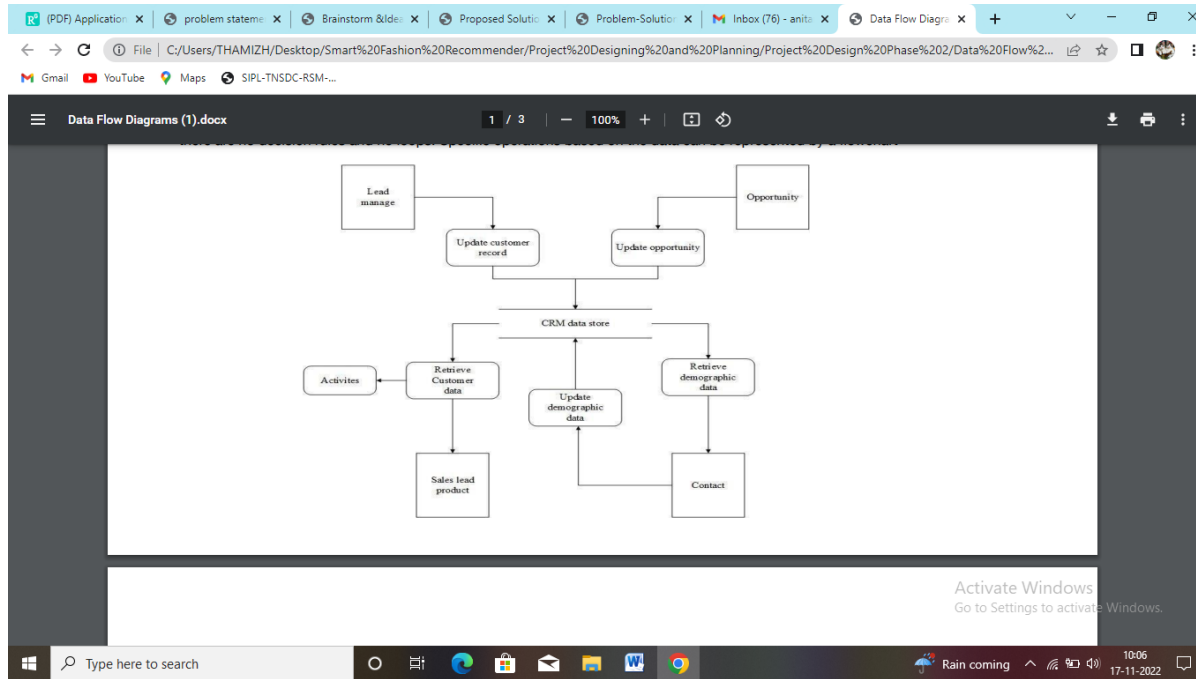 (PDF) Application
problem stateme
Brainstorm &Idea
Proposed Solutio
Problem-Solution
Inbox (76) - anita
Data Flow Diagra
File
C:/Users/THAMIZH/Desktop/Smart%20Fashion%20Recommender/Project%20Designing%20and%20Planning/Project%20Design%20Phase%202/Data%20Flow%2...
Gmail
YouTube
Maps
SIPL-TNSDC-RSM-...
Data Flow Diagrams (1).docx
1 / 3
100%
Lead
manage
Opportunity
Update customer
record
Update opportunity
CRM data store
Activites
Retrieve
Customer
data
Retrieve
demographic
data
Update
demographic
data
Sales lead
product
Contact
Activate Windows
Go to Settings to activate Windows.
Type here to search
Rain coming
10:06
17-11-2022